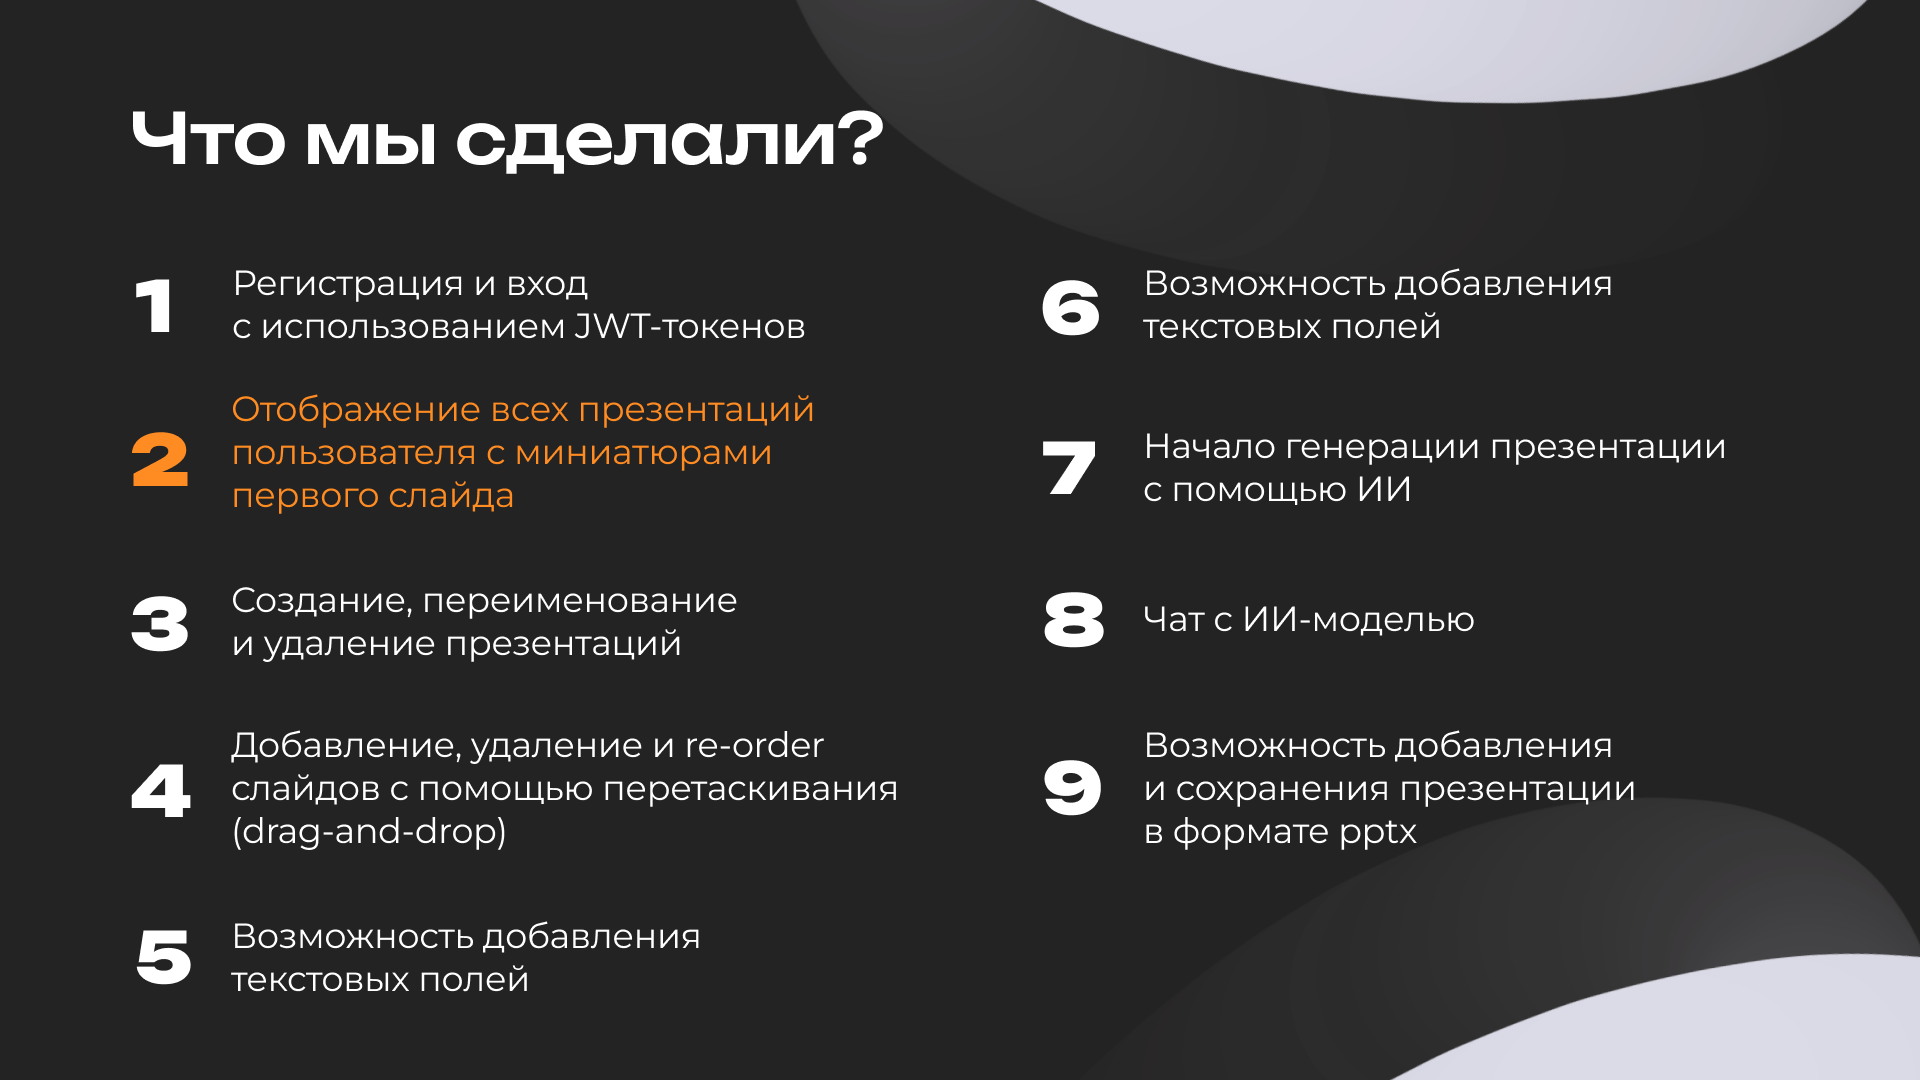 Что мы сделали?
1
Регистрация и вход
с использованием JWT-токенов
2
Отображение всех презентаций
пользователя с миниатюрами
первого слайда
3
Создание, переименование
и удаление презентаций
4
Добавление, удаление и re-order
слайдов с помощью перетаскивания
(drag-and-drop)
5
Возможность добавления
текстовых полей
6
Возможность добавления
текстовых полей
7
Начало генерации презентации
с помощью ИИ
8
Чат с ИИ-моделью
9
Возможность добавления
и сохранения презентации
в формате pptx